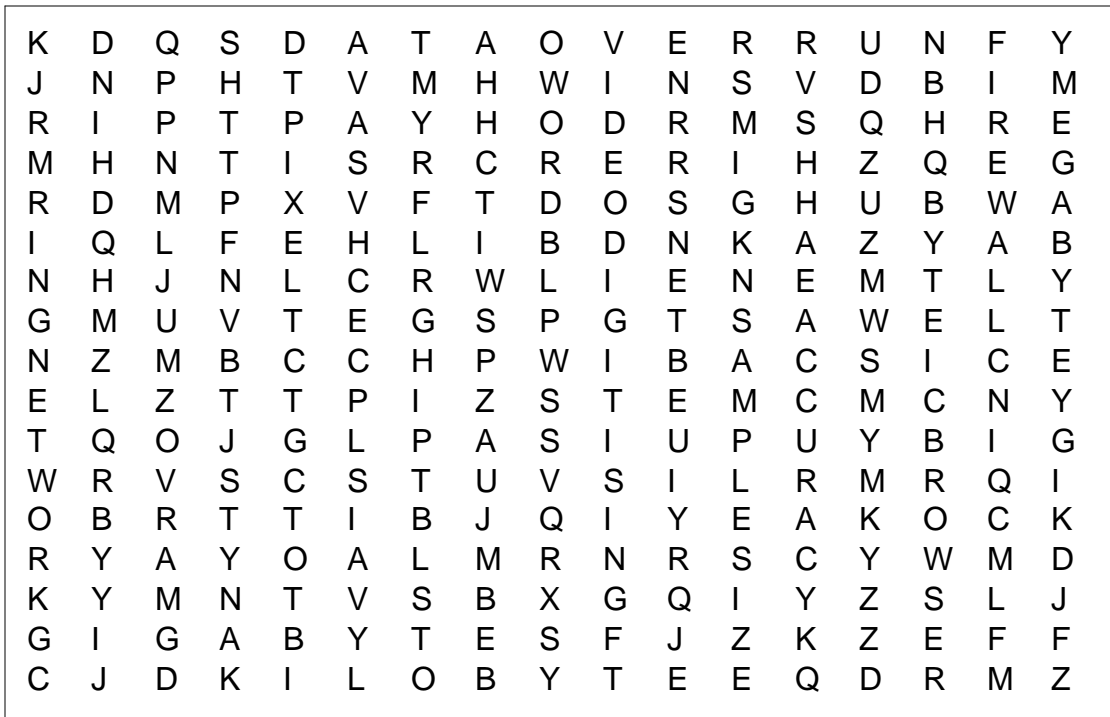 K D Q S D A T A O V E R R U N F Y
J N P H T V M H W I N S V D B I M
R I P T P A Y H O D R M S Q H R E
M H N T I S R C R E R I H Z Q E G
R D M P X V F T D O S G H U B W A
I Q L F E H L I B D N K A Z Y A B
N H J N L C R W L I E N E M T L Y
G M U V T E G S P G T S A W E L T
N Z M B C C H P W I B A C S I C E
E L Z T T P I Z S T E M C M C N Y
T Q O J G L P A S I U P U Y B I G
W R V S C S T U V S I L R M R Q I
O B R T T I B J Q I Y E A K O C K
R Y A Y O A L M R N R S C Y W M D
K Y M N T V S B X G Q I Y Z S L J
G I G A B Y T E S F J Z K Z E F F
C J D K I L O B Y T E E Q D R M Z